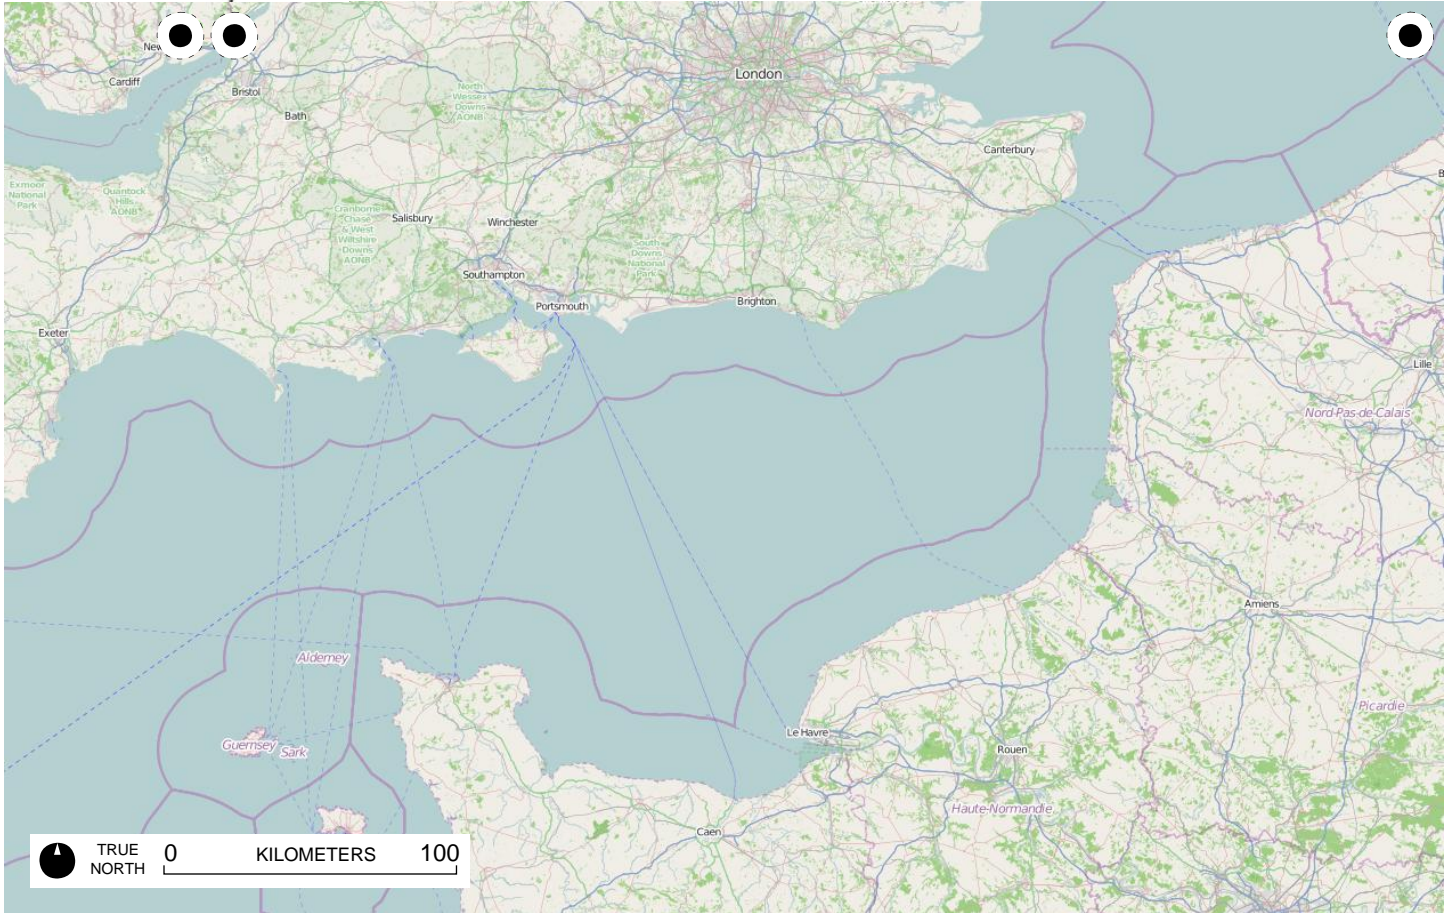 New
Cardiff
London
Bristol
North
Wessex
Downs
AONB
Bath
Canterbury
B
Exmoor
National
Park
Quantock
Hills
AONB
Cranborne
Chase
& West
Wiltshire
Downs
AONB
Salisbury
Winchester
South
Downs
National
Park
Southampton
Portsmouth
Brighton
Exeter
Lille
Nord-Pas-de-Calais
Amiens
Alderney
Guernsey
Sark
Picardie
Le Havre
Rouen
Haute-Normandie
Caen
TRUE
NORTH
0 KILOMETERS 100